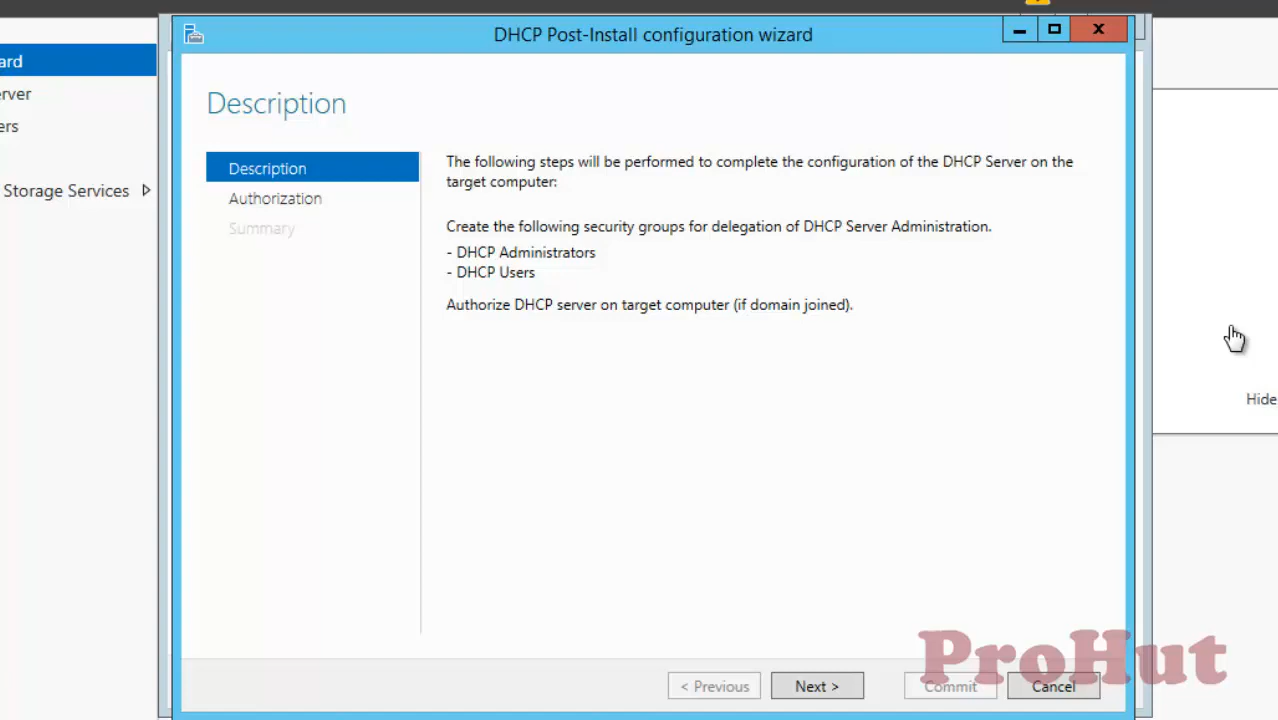 DHCP Post-Install configuration wizard
ard
erver
ers
Storage Services
Description
Description
Authorization
Summary
The following steps will be performed to complete the configuration of the DHCP Server on the
target computer:
Create the following security groups for delegation of DHCP Server Administration.
- DHCP Administrators
- DHCP Users
Authorize DHCP server on target computer (if domain joined).
Hide
< Previous
Next >
Commit
Cancel
ProHut